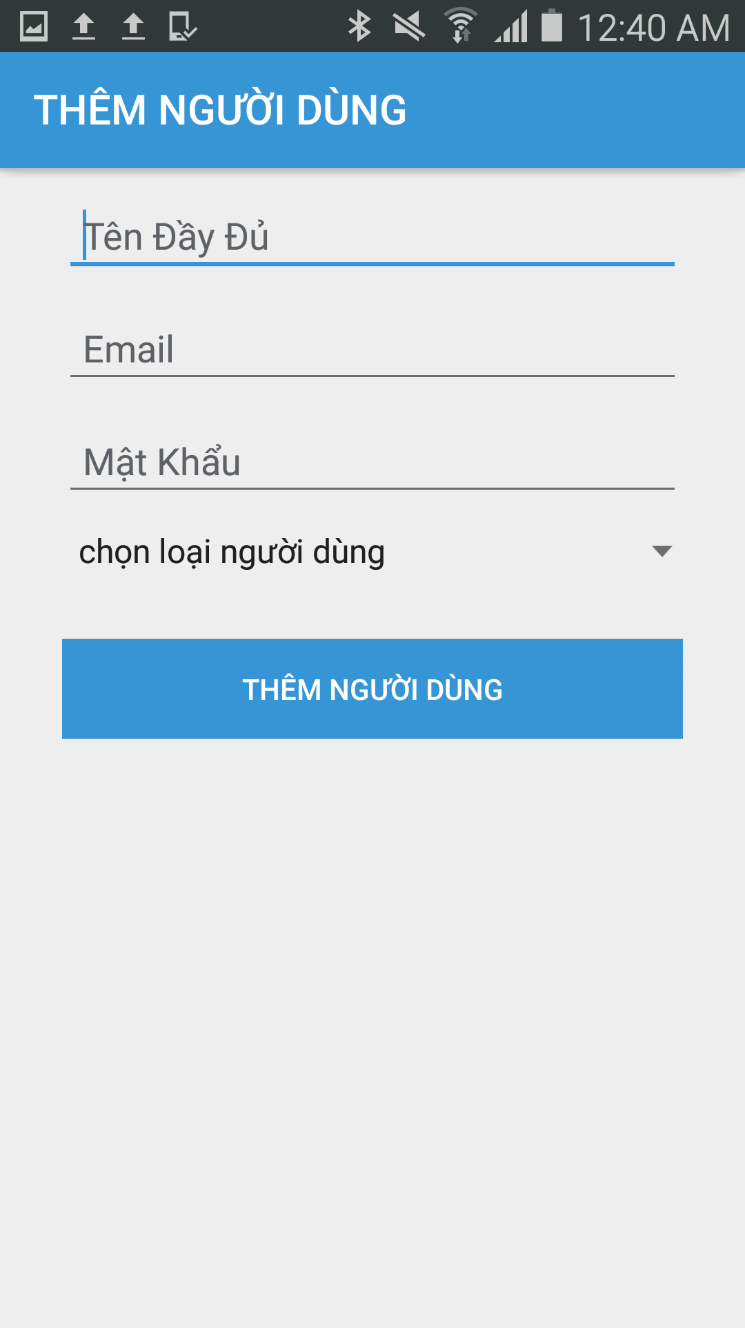 12:40 AM
THÊM NGƯỜI DÙNG
Tên Đầy Đủ
Email
Mật Khẩu
chọn loại người dùng
THÊM NGƯỜI DÙNG